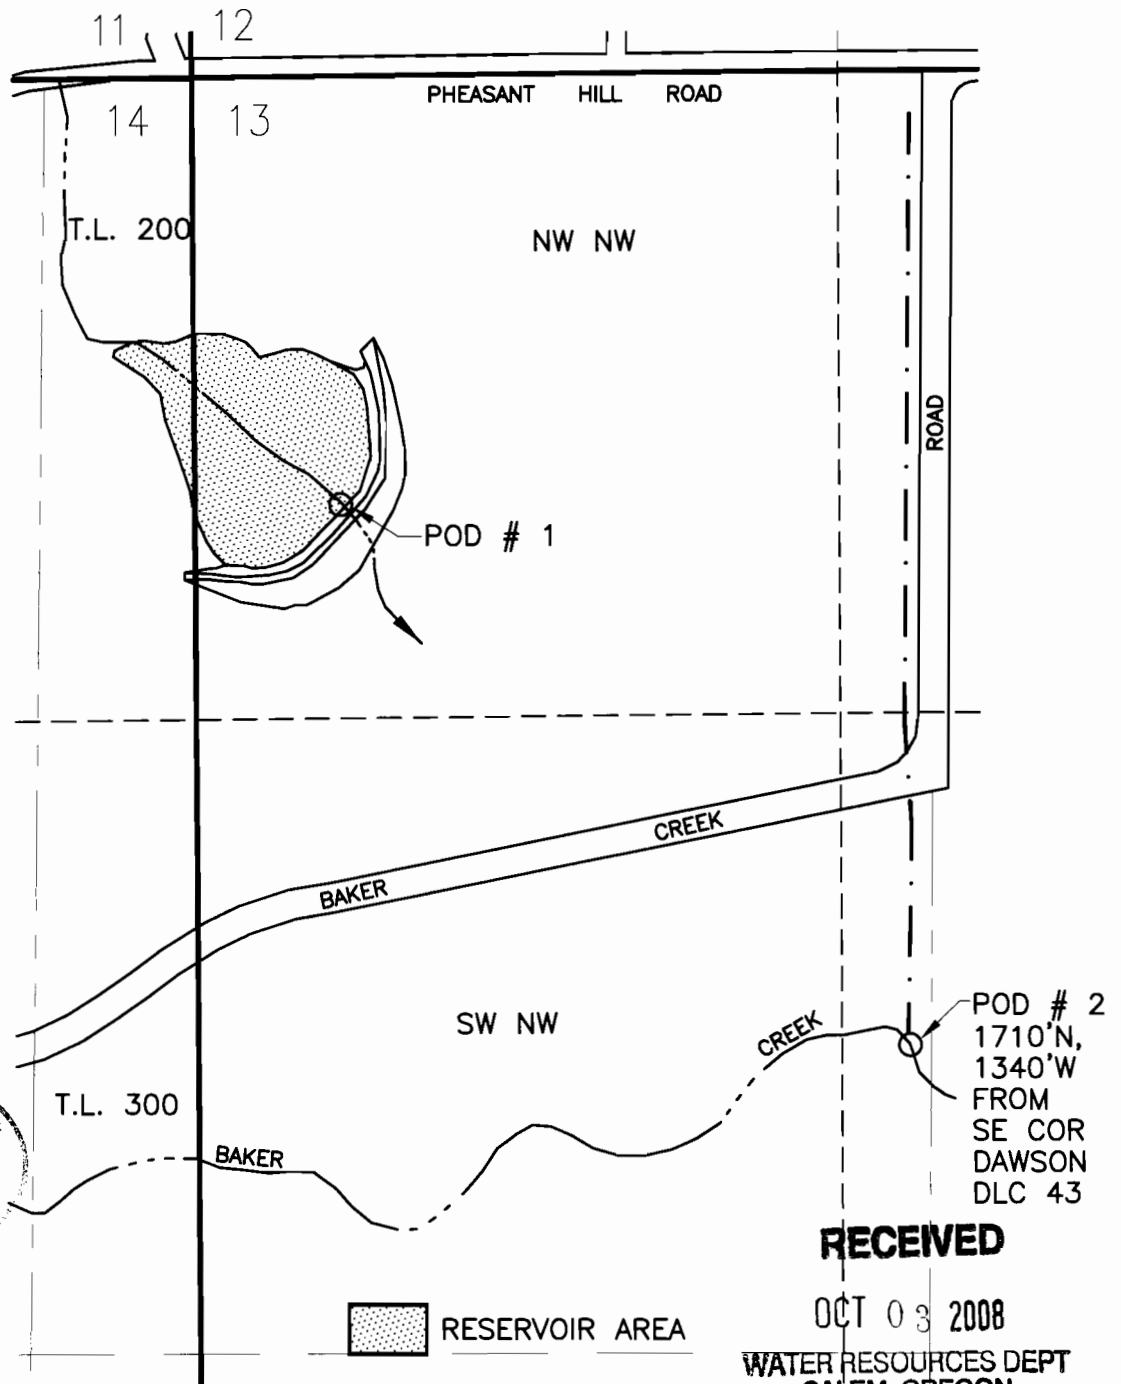 11 12
PHEASANT HILL ROAD
14 13
T.L. 200
NW NW
ROAD
POD # 1
CREEK
BAKER
SW NW
CREEK
POD # 2
1710'N,
1340'W
FROM
SE COR
DAWSON
DLC 43
T.L. 300
BAKER
RECEIVED
OCT 03 2008
RESERVOIR AREA
WATER RESOURCES DEPT
SALEM, OREGON